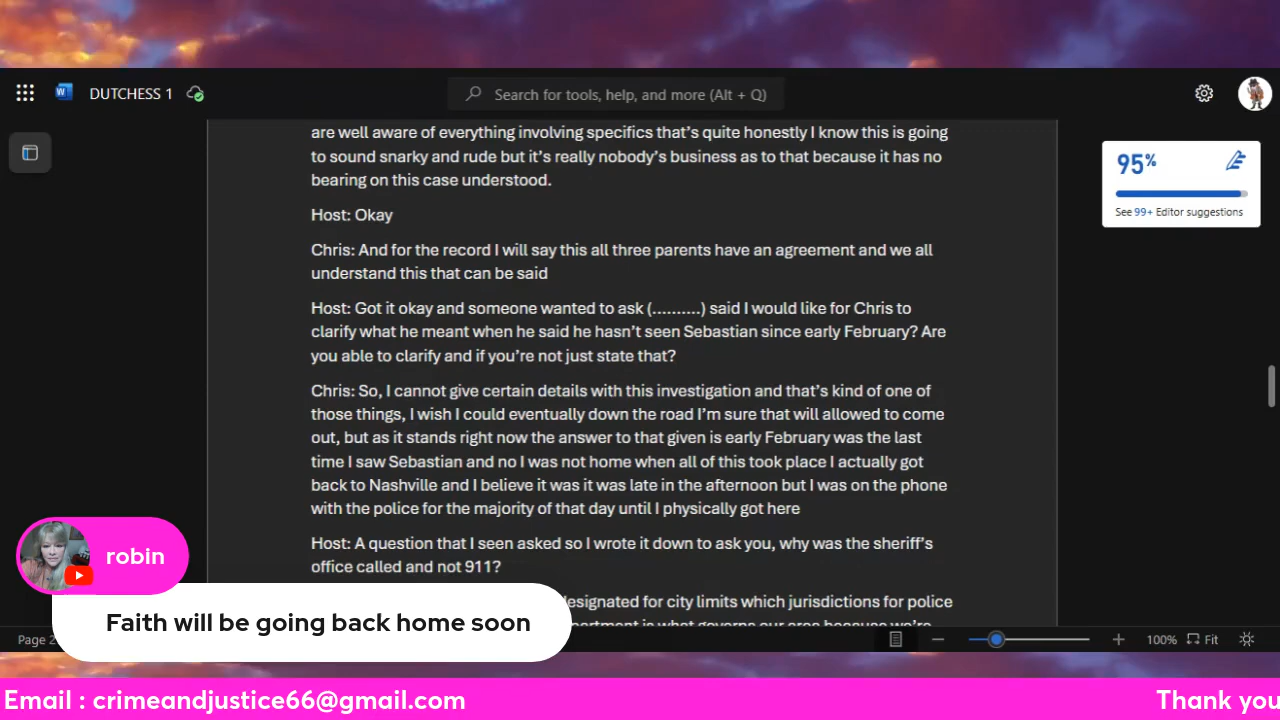 DUTCHESS 1
Search for tools, help, and more (Alt + Q)
are well aware of everything involving specifics that's quite honestly I know this is going
to sound snarky and rude but it's really nobody's business as to that because it has no
bearing on this case understood.
95%
See 99+ Editor suggestions
Host: Okay
Chris: And for the record I will say this all three parents have an agreement and we all
understand this that can be said
Host: Got it okay and someone wanted to ask (..........) said I would like for Chris to
clarify what he meant when he said he hasn't seen Sebastian since early February? Are
you able to clarify and if you're not just state that?
Chris: So, I cannot give certain details with this investigation and that's kind of one of
those things, I wish I could eventually down the road I'm sure that will allowed to come
out, but as it stands right now the answer to that given is early February was the last
time I saw Sebastian and no I was not home when all of this took place I actually got
back to Nashville and I believe it was it was late in the afternoon but I was on the phone
with the police for the majority of that day until I physically got here
Host: A question that I seen asked so I wrote it down to ask you, why was the sheriff's
office called and not 911?
designated for city limits which jurisdictions for police
robin
Faith will be going back home soon
Page 2
100%
Fit
Email : crimeandjustice66@gmail.com
Thank you